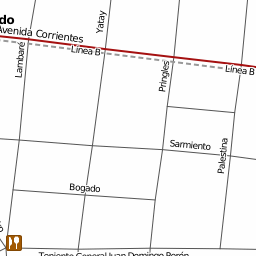 do
Avenida Corrientes
Yatay
Línea B
Lambaré
Línea B
Pringles
Sarmiento
Palestina
Bogado
Teniente General Juan Domingo Perón